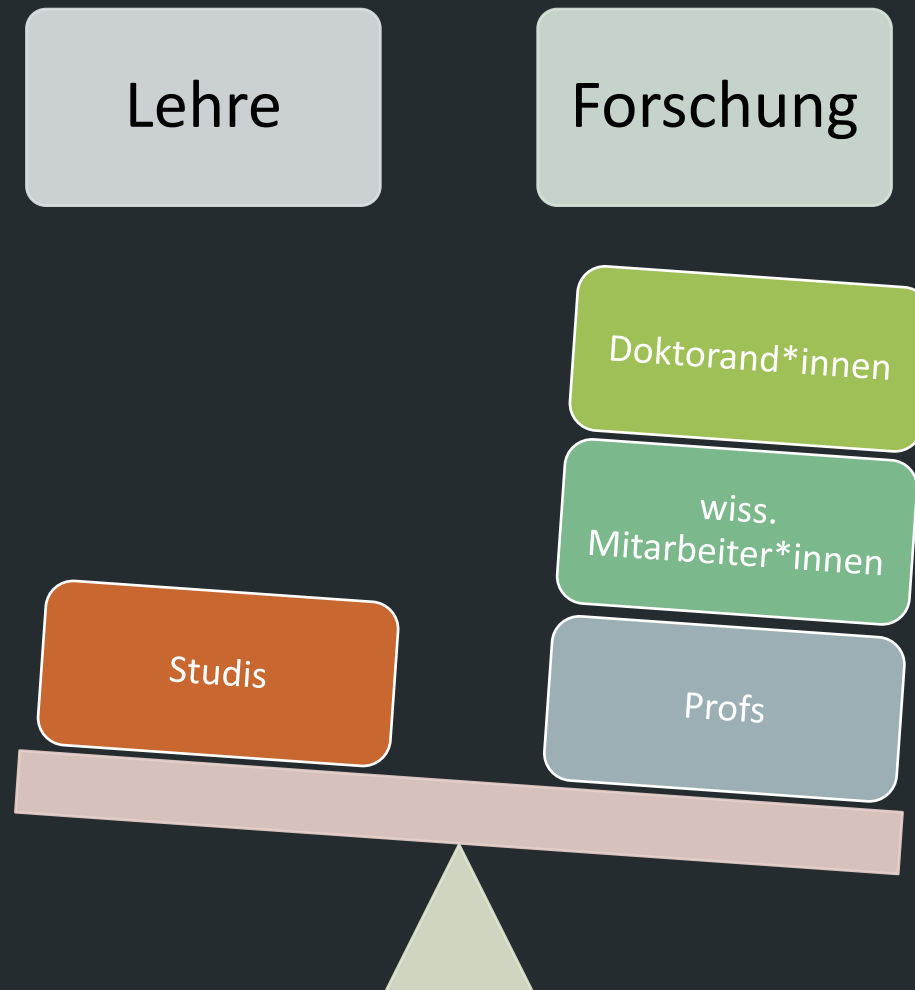 Lehre
Forschung
Doktorand*innen
wiss.
Mitarbeiter*innen
Studis
Profs